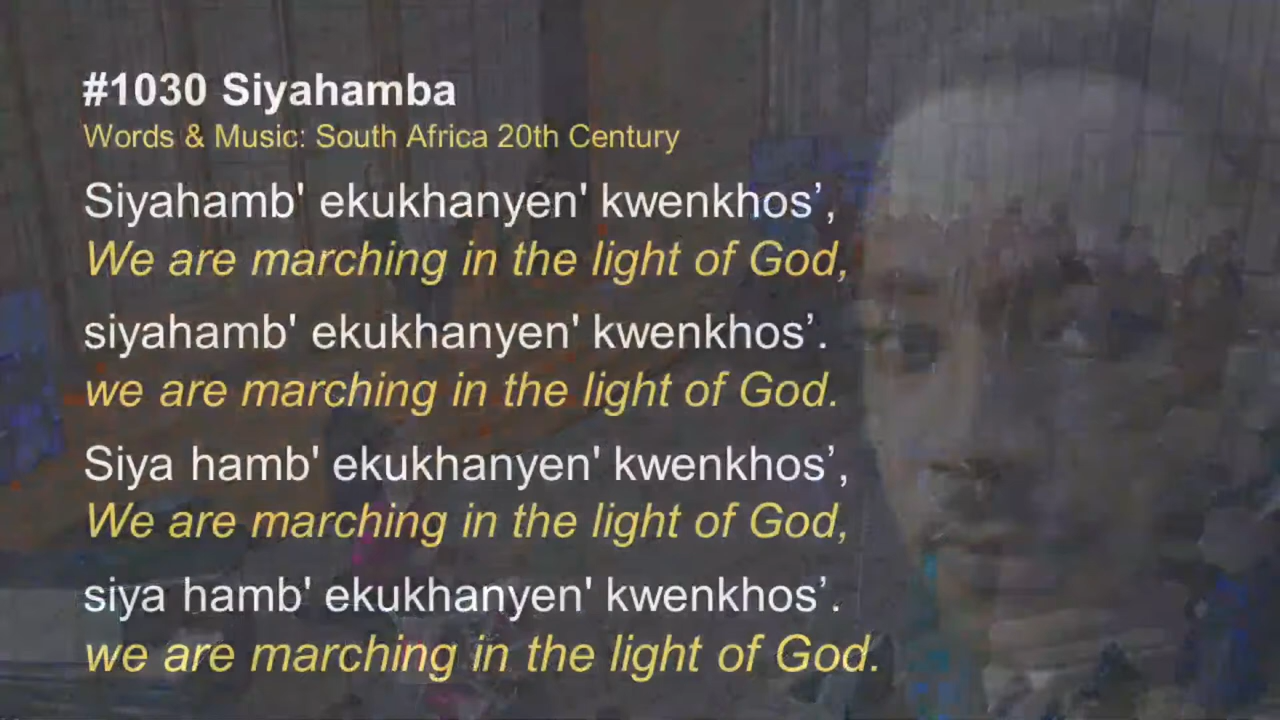 #1030 Siyahamba
Words & Music: South Africa 20th Century
Siyahamb' ekukhanyen' kwenkhos’,
We are marching in the light of God,
siyahamb' ekukhanyen' kwenkhos’.
we are marching in the light of God.
Siya hamb' ekukhanyen' kwenkhos’,
We are marching in the light of God,
siya hamb' ekukhanyen' kwenkhos’.
we are marching in the light of God.